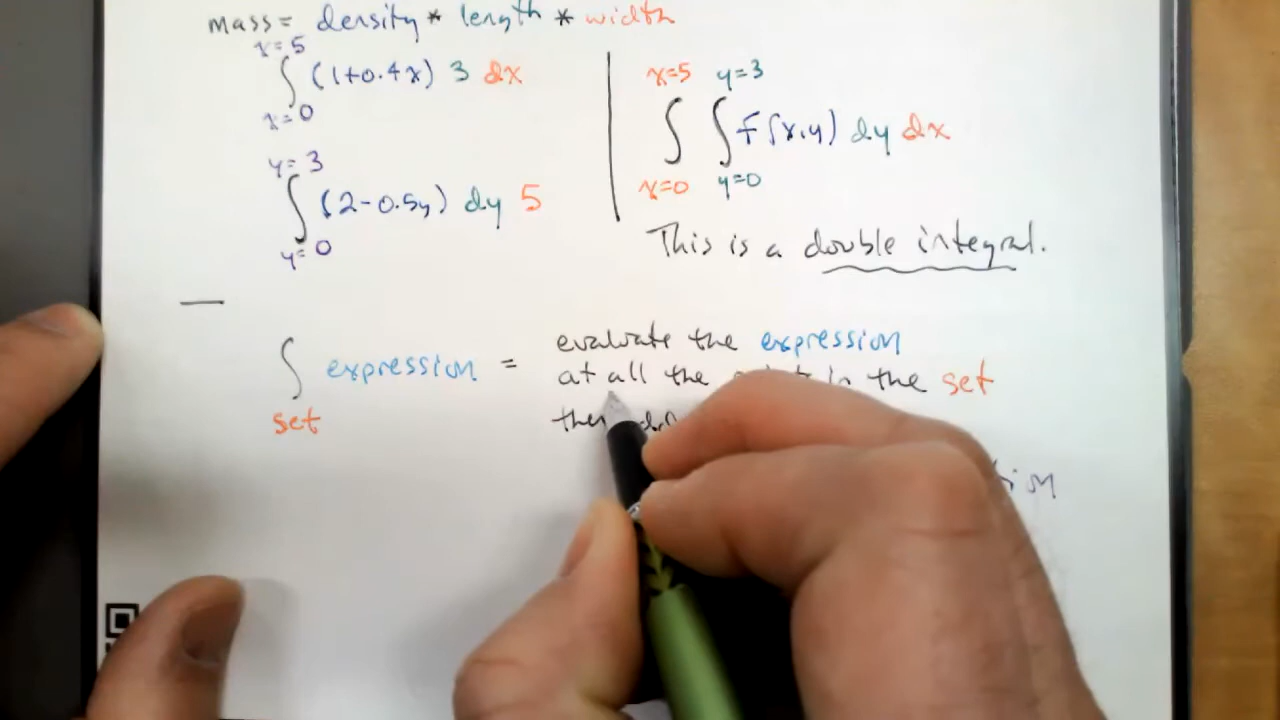 mass = density * length * width
x=5
∫ (1+0.4x) 3 dx
x=0
y=3
∫ (2-0.5y) dy 5
y=0
x=5 y=3
∫ ∫ f(x,y) dy dx
x=0 y=0
This is a double integral.
∫ expression =
set
evaluate the expression
at all the in the set
then